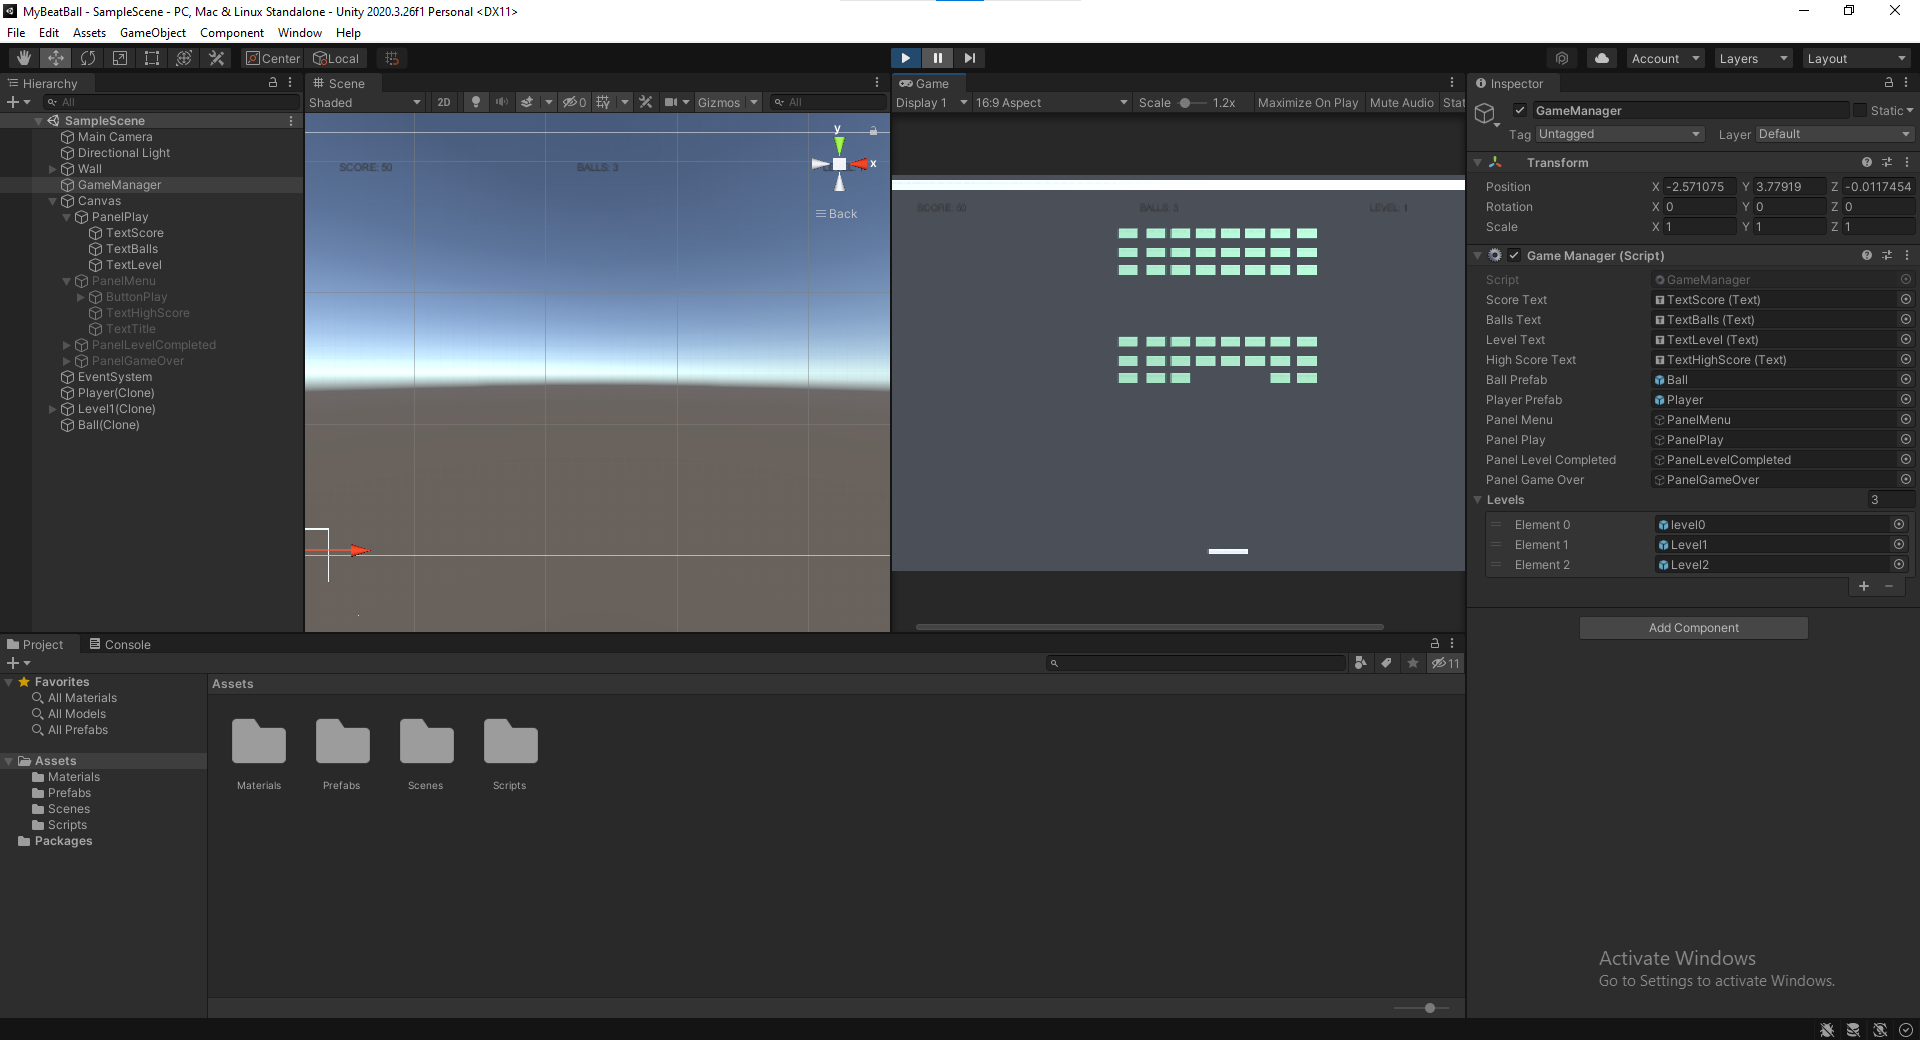 MyBeatBall - SampleScene - PC, Mac & Linux Standalone - Unity 2020.3.26f1 Personal <DX11>
File Edit Assets GameObject Component Window Help
Center Local
Account Layers Layout
Hierarchy
All
SampleScene
Main Camera
Directional Light
Wall
GameManager
Canvas
PanelPlay
TextScore
TextBalls
TextLevel
PanelMenu
ButtonPlay
TextHighScore
TextTitle
PanelLevelCompleted
PanelGameOver
EventSystem
Player(Clone)
Level1(Clone)
Ball(Clone)
Scene
Shaded 2D 0 Gizmos All
SCORE: 50 BALLS: 3
y
x
Back
Game
Display 1 16:9 Aspect Scale 1.2x Maximize On Play Mute Audio Stat
SCORE: 50 BALLS: 3 LEVEL: 1
Inspector
GameManager Static
Tag Untagged Layer Default
Transform
Position X -2.571075 Y 3.77919 Z -0.0117454
Rotation X 0 Y 0 Z 0
Scale X 1 Y 1 Z 1
Game Manager (Script)
Script GameManager
Score Text TextScore (Text)
Balls Text TextBalls (Text)
Level Text TextLevel (Text)
High Score Text TextHighScore (Text)
Ball Prefab Ball
Player Prefab Player
Panel Menu PanelMenu
Panel Play PanelPlay
Panel Level Completed PanelLevelCompleted
Panel Game Over PanelGameOver
Levels 3
Element 0 level0
Element 1 Level1
Element 2 Level2
Add Component
Project Console
11
Favorites
All Materials
All Models
All Prefabs
Assets
Materials
Prefabs
Scenes
Scripts
Packages
Assets
Materials Prefabs Scenes Scripts
Activate Windows
Go to Settings to activate Windows.